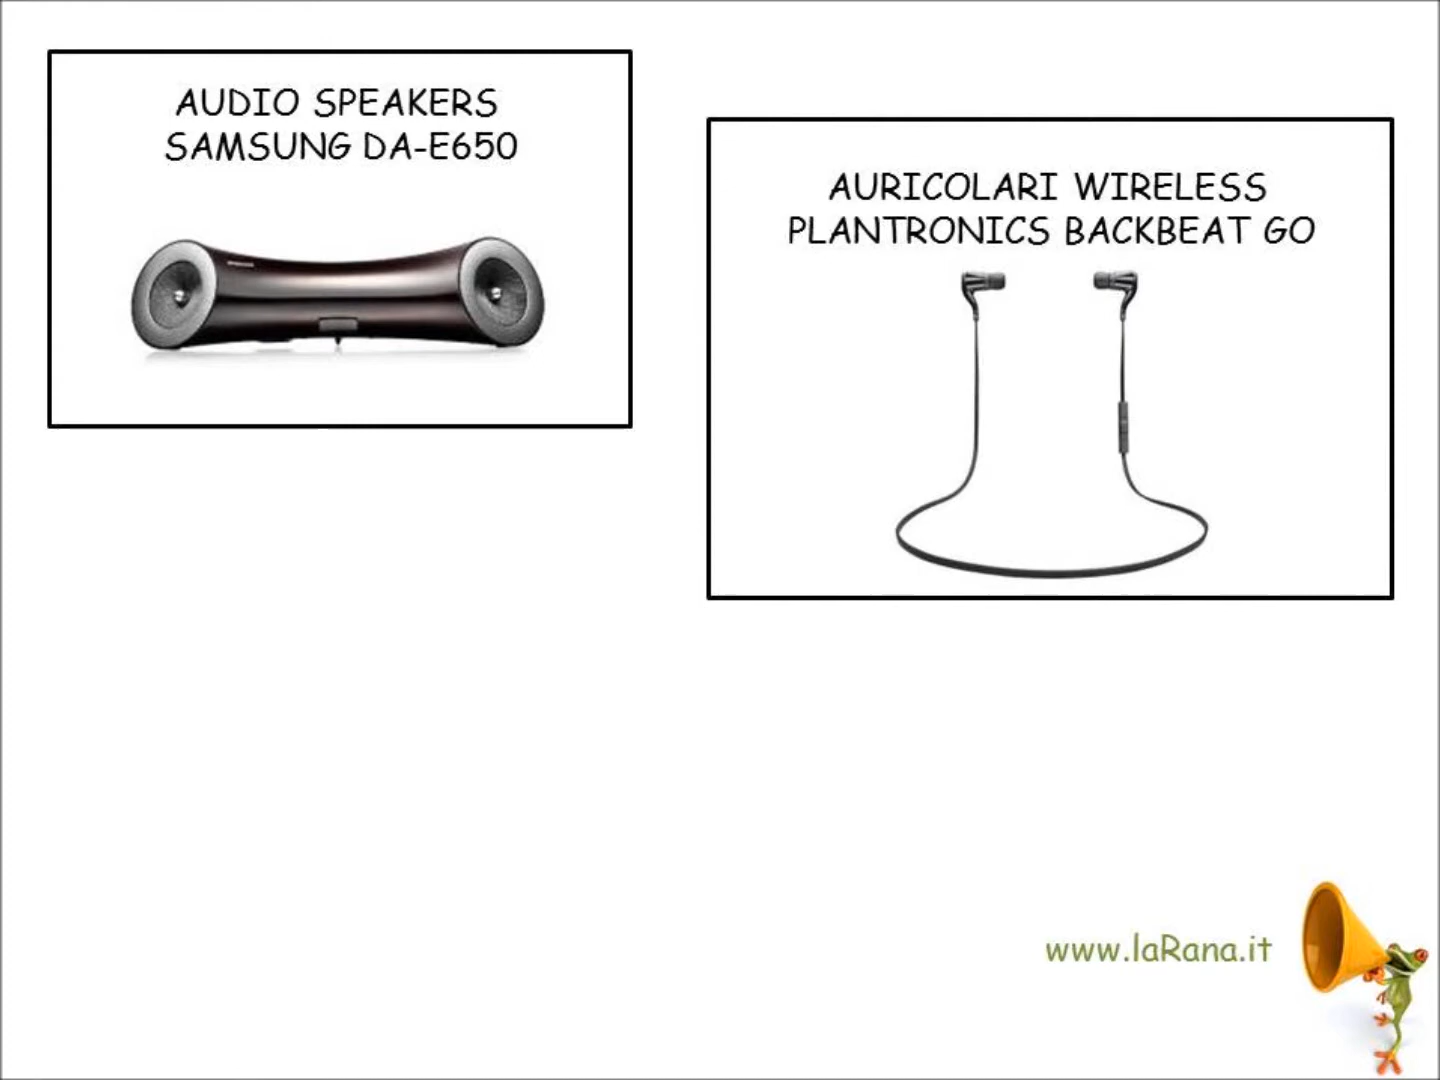 AUDIO SPEAKERS
SAMSUNG DA-E650
AURICOLARI WIRELESS
PLANTRONICS BACKBEAT GO
www.laRana.it